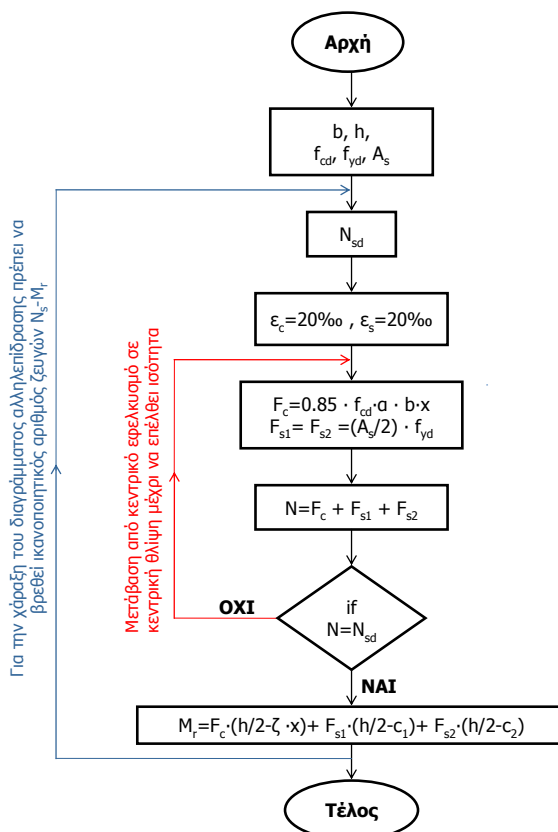 Αρχή
b, h,
f_cd, f_yd, A_s
N_sd
ε_c=20‰ , ε_s=20‰
F_c=0.85 · f_cd·α · b·x
F_s1= F_s2 =(A_s/2) · f_yd
N=F_c + F_s1 + F_s2
if
N=N_sd
ΟΧΙ
ΝΑΙ
M_r=F_c·(h/2-ζ ·x)+ F_s1·(h/2-c_1)+ F_s2·(h/2-c_2)
Τέλος
Μετάβαση από κεντρικό εφελκυσμό σε
κεντρική θλίψη μέχρι να επέλθει ισότητα
Για την χάραξη του διαγράμματος αλληλεπίδρασης πρέπει να
βρεθεί ικανοποιητικός αριθμός ζευγών N_s-M_r